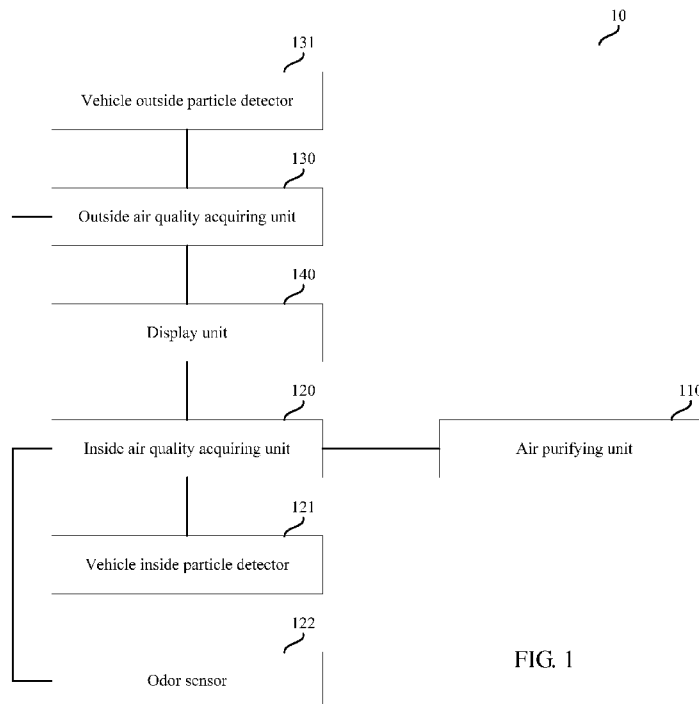 10
131
Vehicle outside particle detector
130
Outside air quality acquiring unit
140
Display unit
120
110
Inside air quality acquiring unit
Air purifying unit
121
Vehicle inside particle detector
122
Odor sensor
FIG. 1